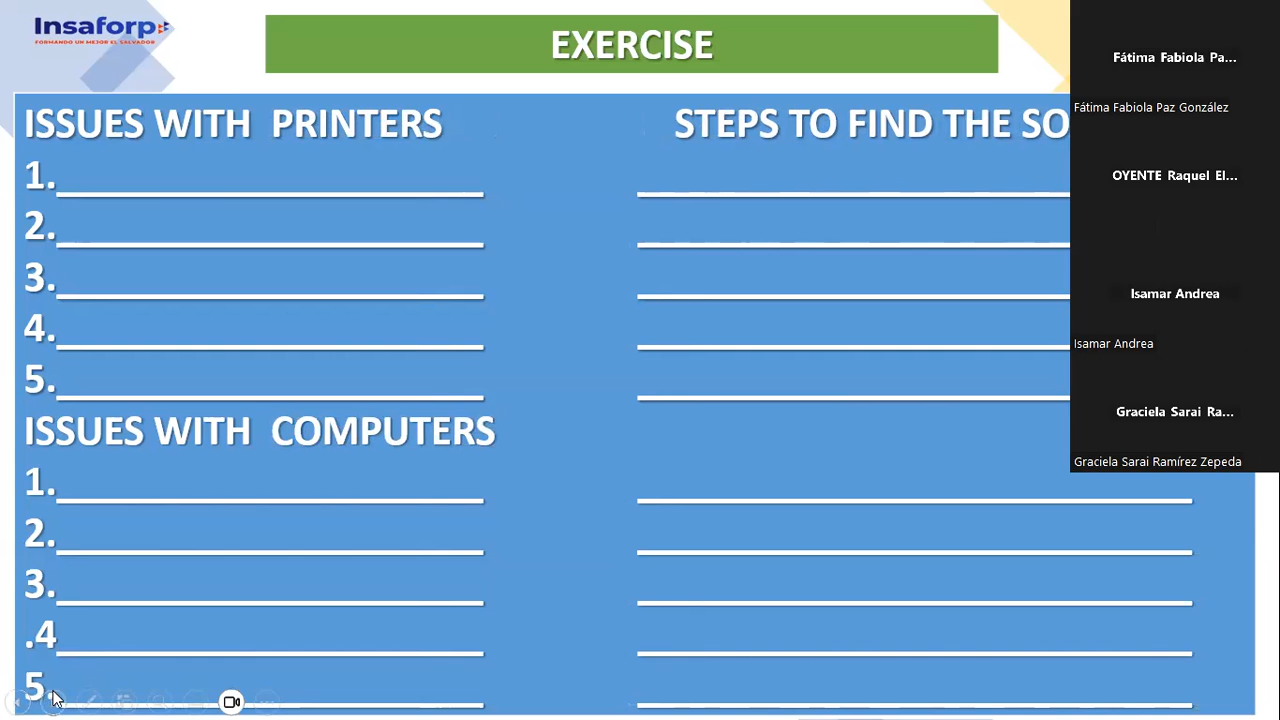 Insaforp
FORMANDO UN MEJOR EL SALVADOR
EXERCISE
ISSUES WITH PRINTERS
STEPS TO FIND THE SO
1.
2.
3.
4.
5.
ISSUES WITH COMPUTERS
1.
2.
3.
.4
5.
Fátima Fabiola Pa...
Fátima Fabiola Paz González
OYENTE Raquel El...
Isamar Andrea
Isamar Andrea
Graciela Sarai Ra...
Graciela Sarai Ramírez Zepeda